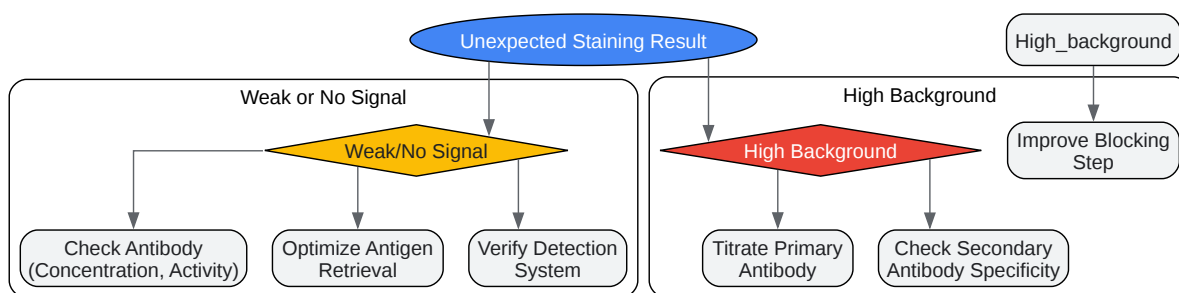 Unexpected Staining Result
High_background
Weak or No Signal
High Background
Weak/No Signal
High Background
Improve Blocking
Step
Check Antibody
(Concentration, Activity)
Optimize Antigen
Retrieval
Verify Detection
System
Titrate Primary
Antibody
Check Secondary
Antibody Specificity